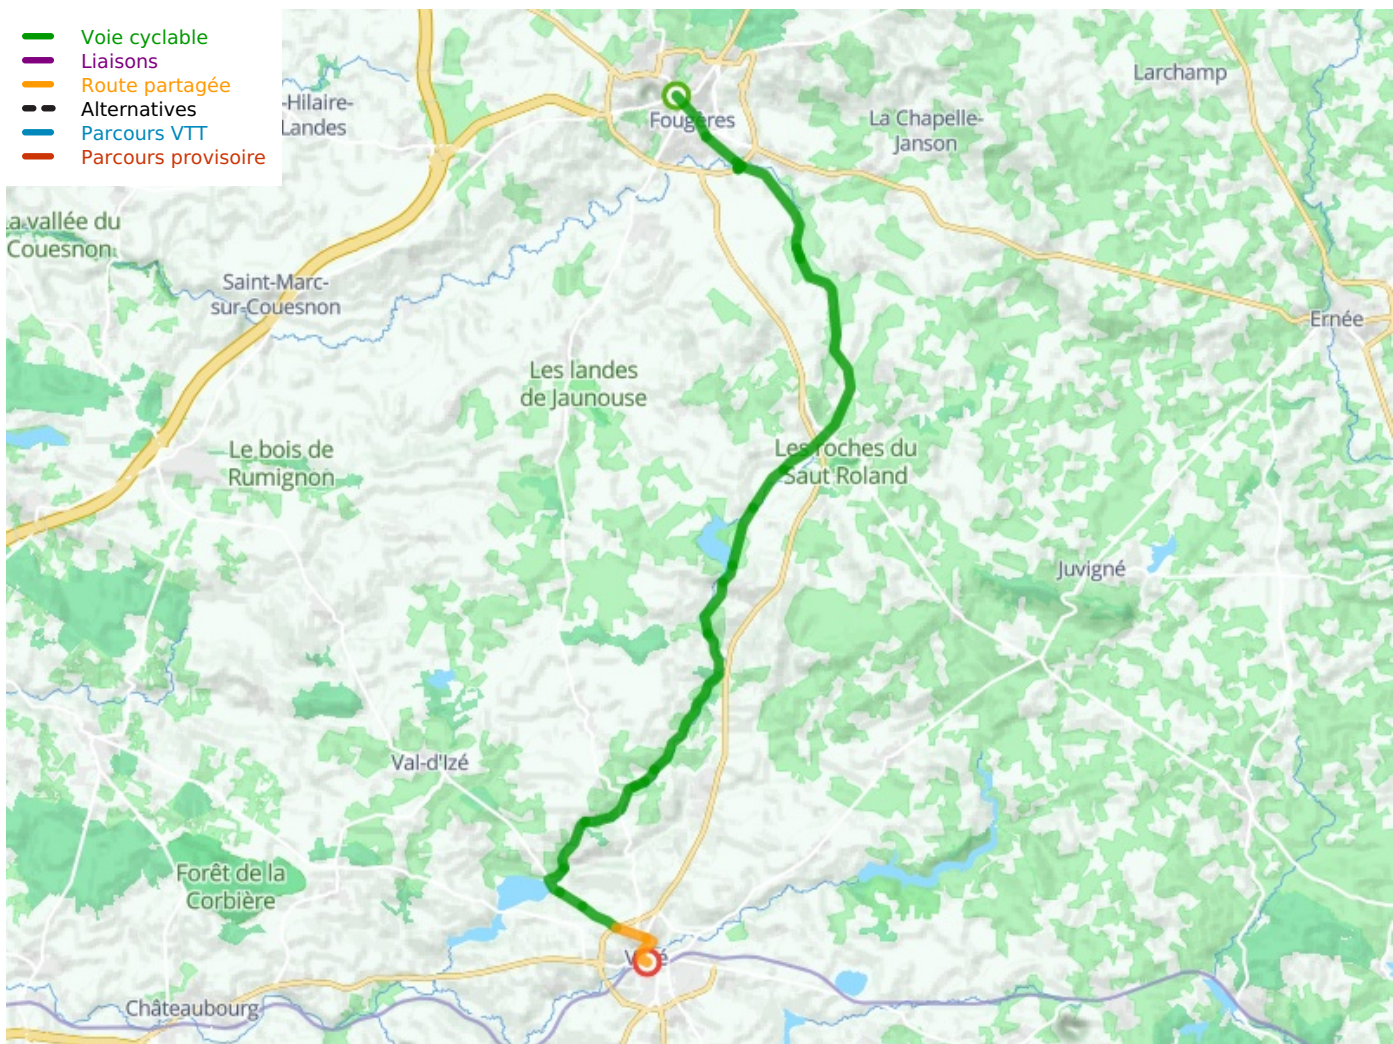 Voie cyclable
Liaisons
Route partagée
Alternatives
Parcours VTT
Parcours provisoire
-Hilaire-
Landes
Fougères
La Chapelle-
Janson
Larchamp
a vallée du
Couesnon
Saint-Marc-
sur-Couesnon
Ernée
Les landes
de Jaunouse
Le bois de
Rumignon
Les roches du
Saut Roland
Juvigné
Val-d'Izé
Forêt de la
Corbière
Châteaubourg